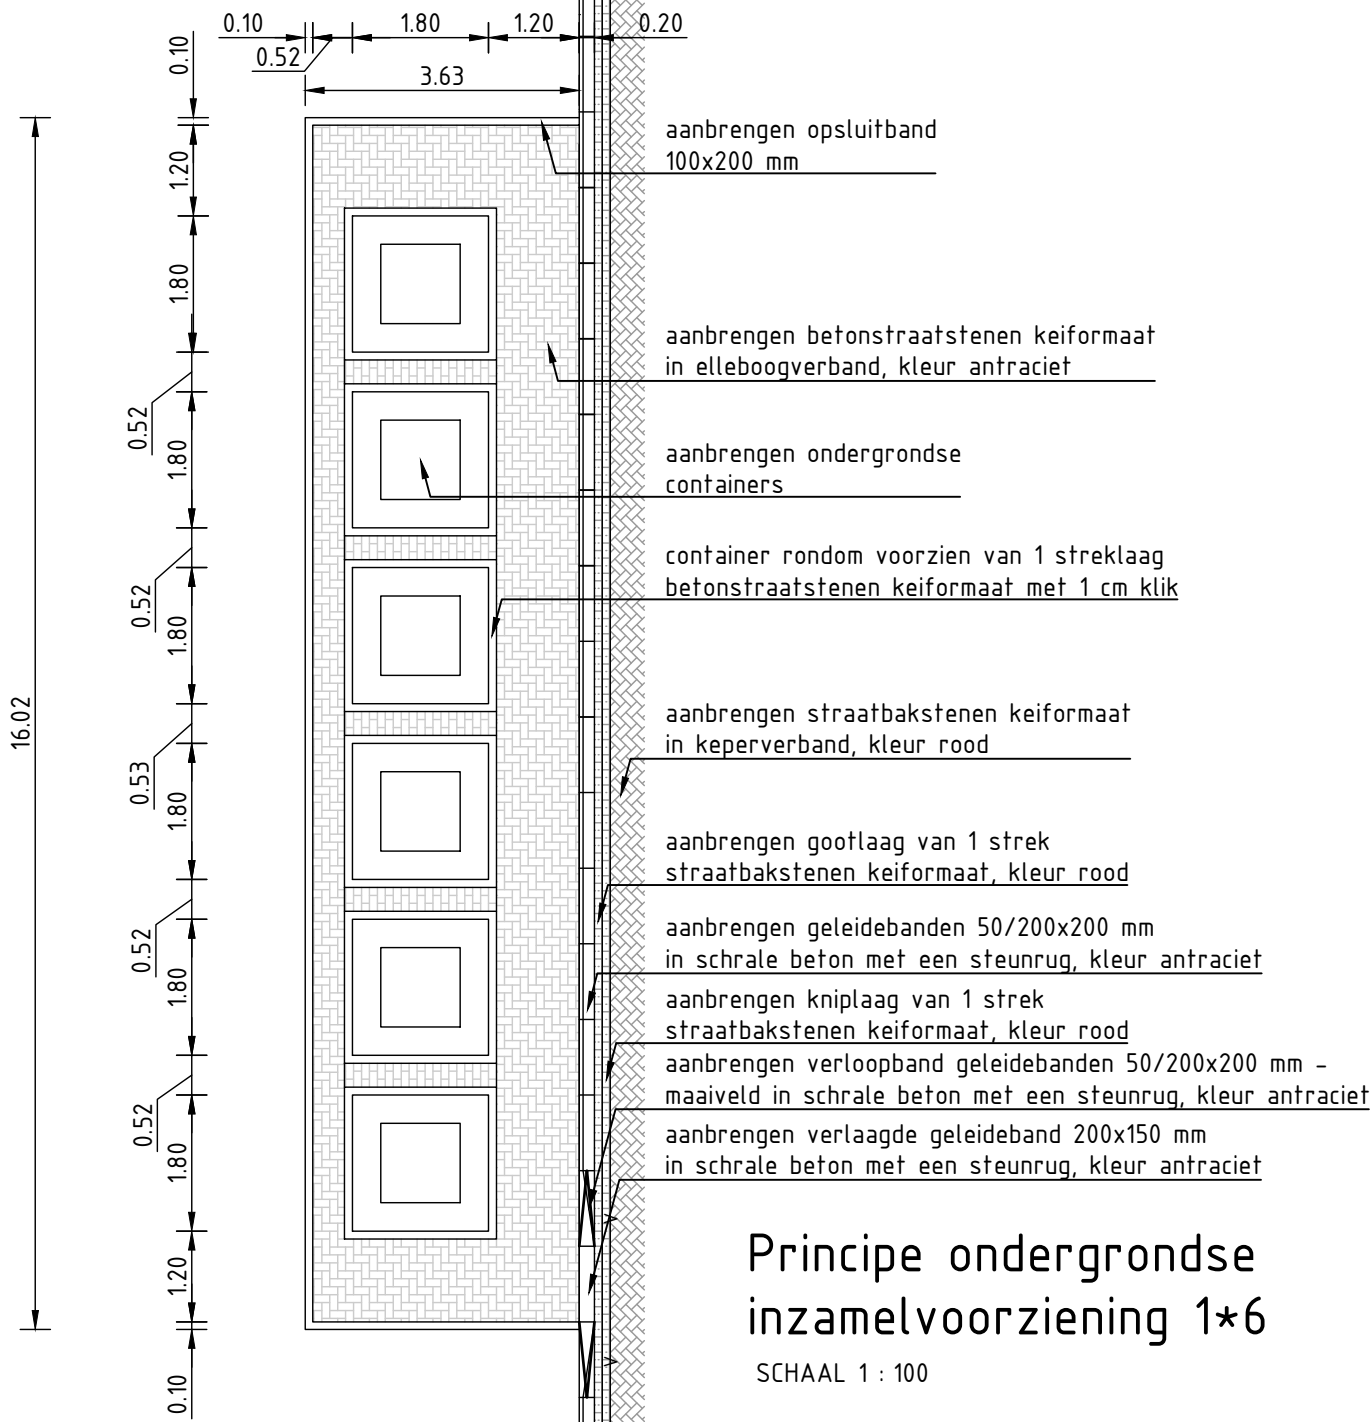 0.10
1.80
1.20
0.20
0.52
3.63
0.10
1.20
1.80
0.52
1.80
0.52
1.80
16.02
0.53
1.80
0.52
1.80
0.52
1.80
1.20
0.10
aanbrengen opsluitband
100x200 mm
aanbrengen betonstraatstenen keiformaat
in elleboogverband, kleur antraciet
aanbrengen ondergrondse
containers
container rondom voorzien van 1 streklaag
betonstraatstenen keiformaat met 1 cm klik
aanbrengen straatbakstenen keiformaat
in keperverband, kleur rood
aanbrengen gootlaag van 1 strek
straatbakstenen keiformaat, kleur rood
aanbrengen geleidebanden 50/200x200 mm
in schrale beton met een steunrug, kleur antraciet
aanbrengen kniplaag van 1 strek
straatbakstenen keiformaat, kleur rood
aanbrengen verloopband geleidebanden 50/200x200 mm -
maaiveld in schrale beton met een steunrug, kleur antraciet
aanbrengen verlaagde geleideband 200x150 mm
in schrale beton met een steunrug, kleur antraciet
Principe ondergrondse
inzamelvoorziening 1*6
SCHAAL 1 : 100